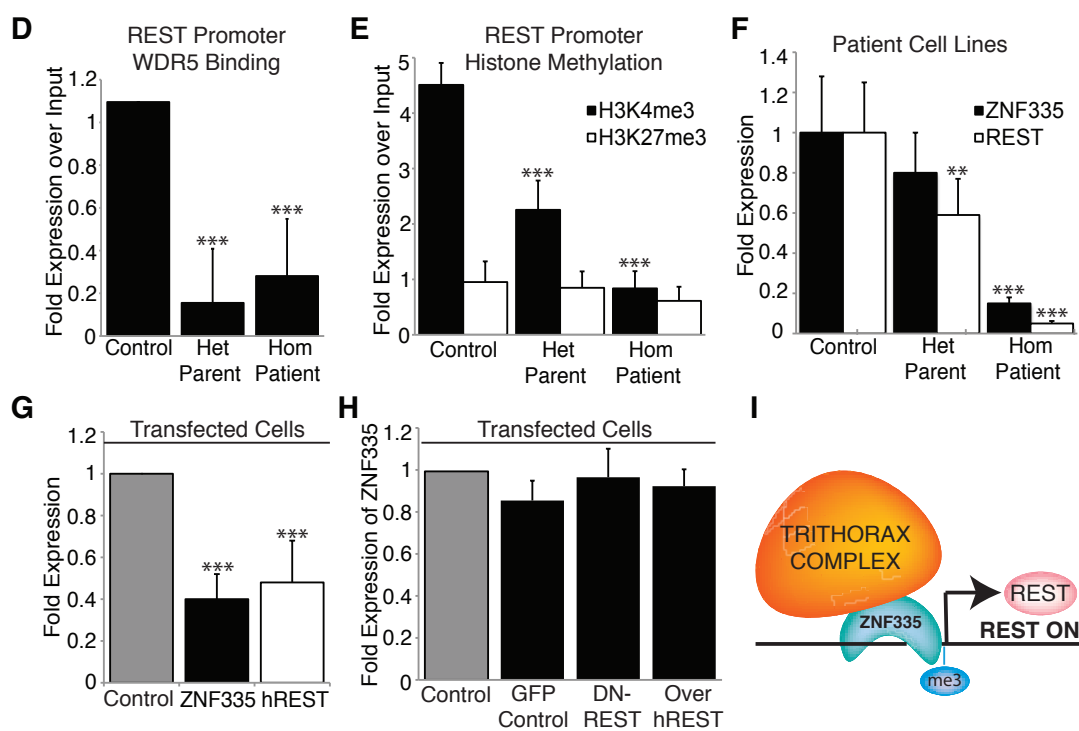 D
REST Promoter
WDR5 Binding
Fold Expression over Input
1.2
1
0.8
0.6
0.4
0.2
0
***
***
Control
Het
Parent
Hom
Patient
E
REST Promoter
Histone Methylation
Fold Expression over Input
5
4
3
2
1
0
H3K4me3
H3K27me3
***
***
Control
Het
Parent
Hom
Patient
F
Patient Cell Lines
Fold Expression
1.4
1.2
1
0.8
0.6
0.4
0.2
0
ZNF335
REST
**
***
***
Control
Het
Parent
Hom
Patient
G
Transfected Cells
Fold Expression
1.2
1
0.8
0.6
0.4
0.2
0
***
***
Control
ZNF335
hREST
H
Transfected Cells
Fold Expression of ZNF335
1.2
1
0.8
0.6
0.4
0.2
0
Control
GFP
Control
DN-
REST
Over
hREST
I
TRITHORAX
COMPLEX
ZNF335
REST
REST ON
me3